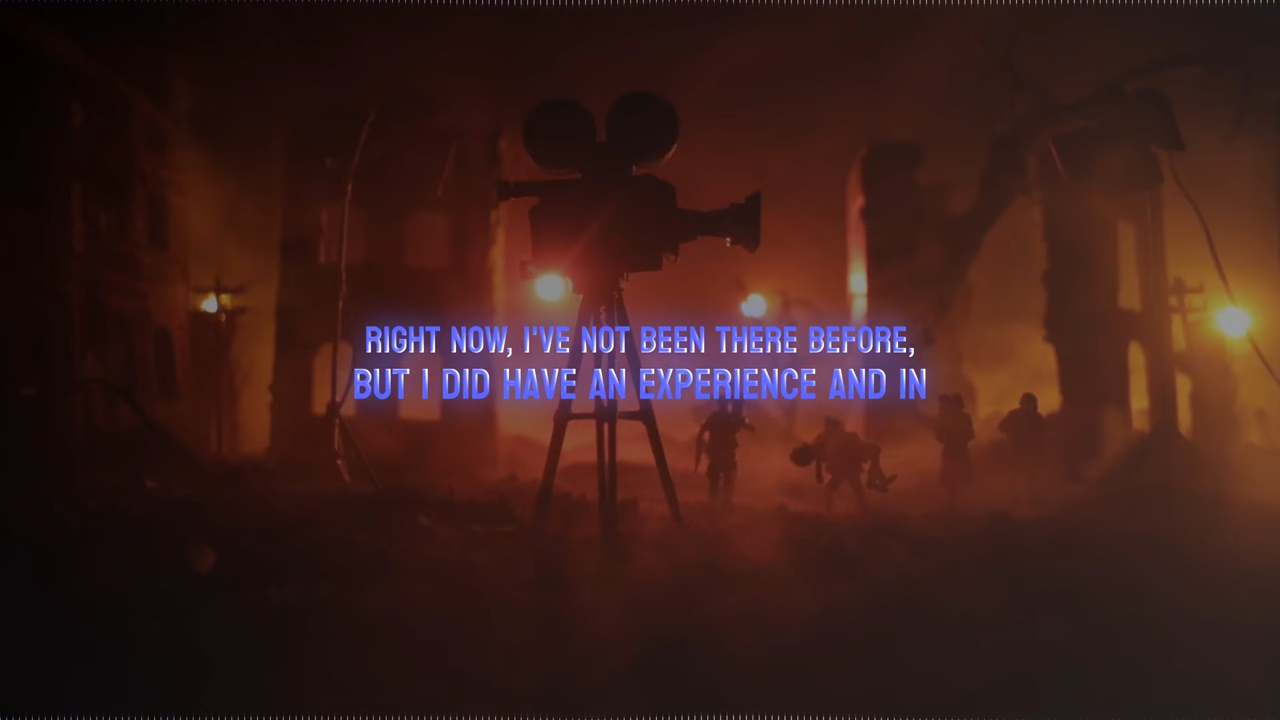 RIGHT NOW, I'VE NOT BEEN THERE BEFORE,
BUT I DID HAVE AN EXPERIENCE AND IN